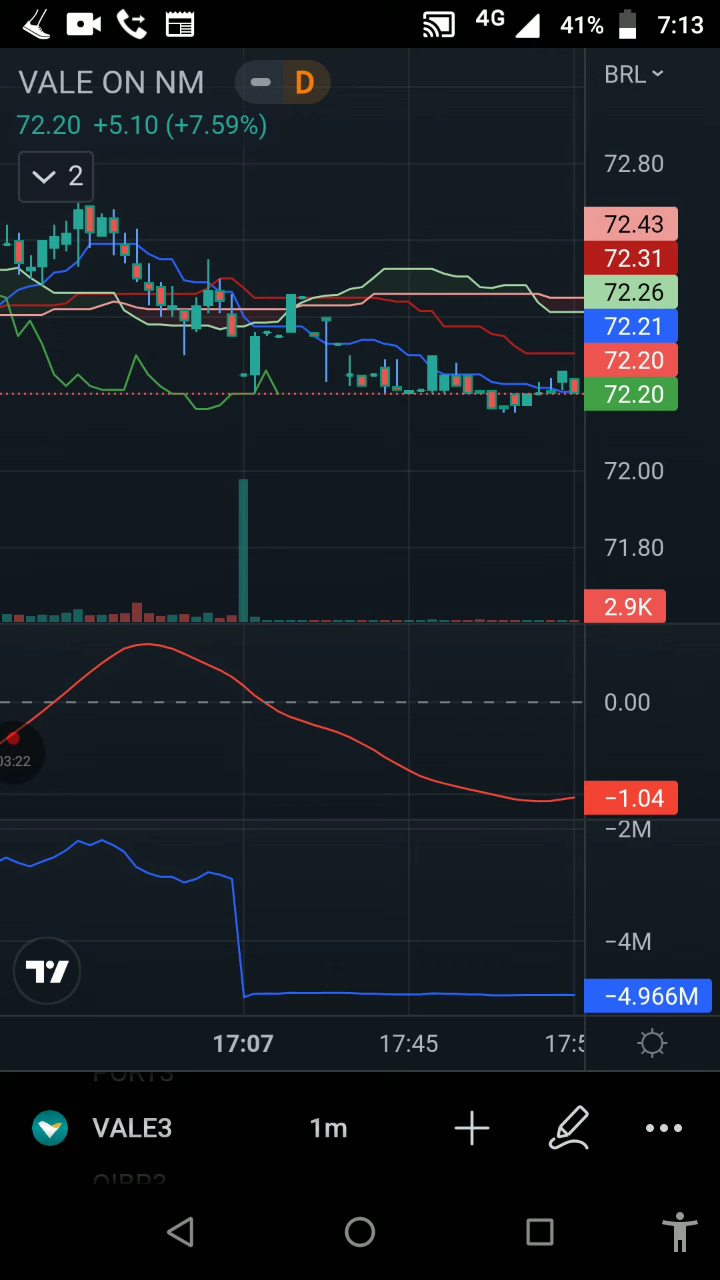 4G 41% 7:13
VALE ON NM D BRL
72.20 +5.10 (+7.59%)
2
72.80
72.43
72.31
72.26
72.21
72.20
72.20
72.00
71.80
2.9K
0.00
03:22
−1.04
−2M
−4M
−4.966M
17:07 17:45
VALE3 1m